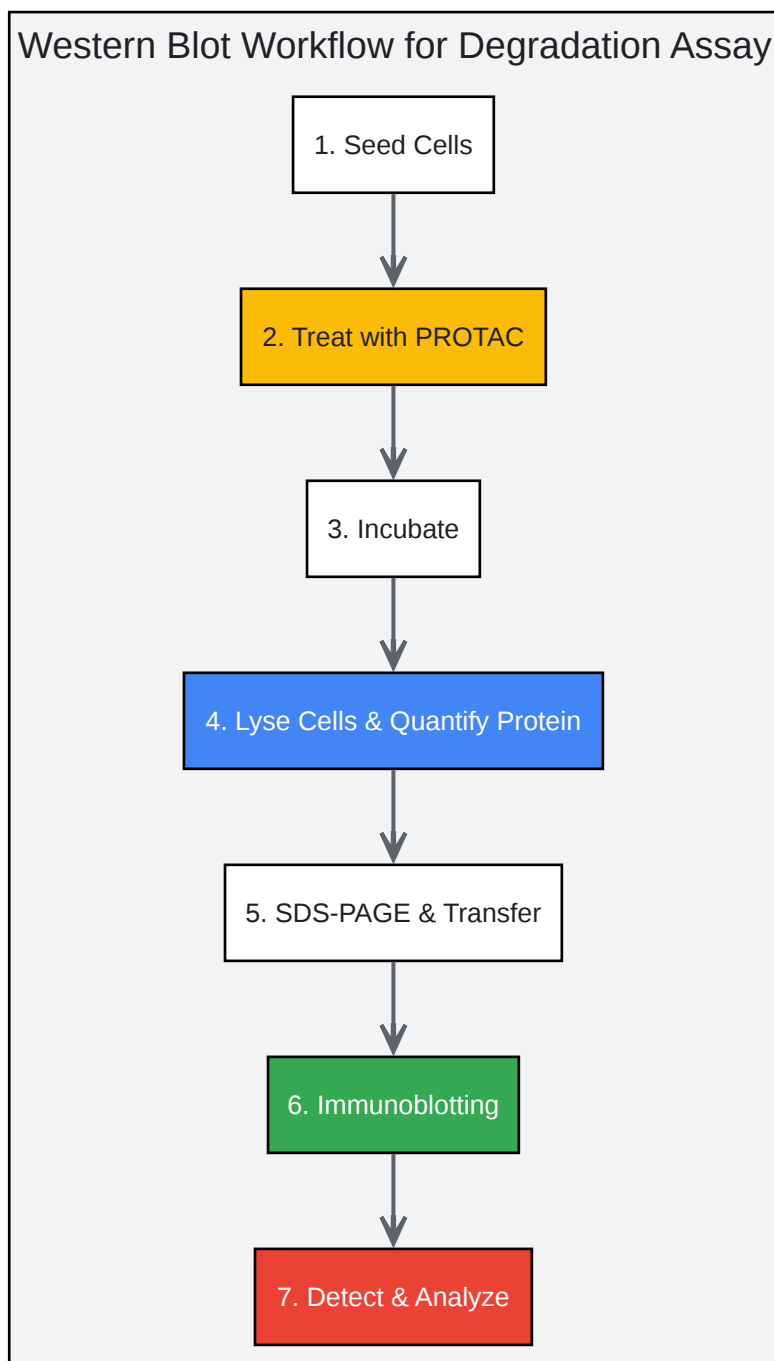 Western Blot Workflow for Degradation Assay
1. Seed Cells
2. Treat with PROTAC
3. Incubate
4. Lyse Cells & Quantify Protein
5. SDS-PAGE & Transfer
6. Immunoblotting
7. Detect & Analyze